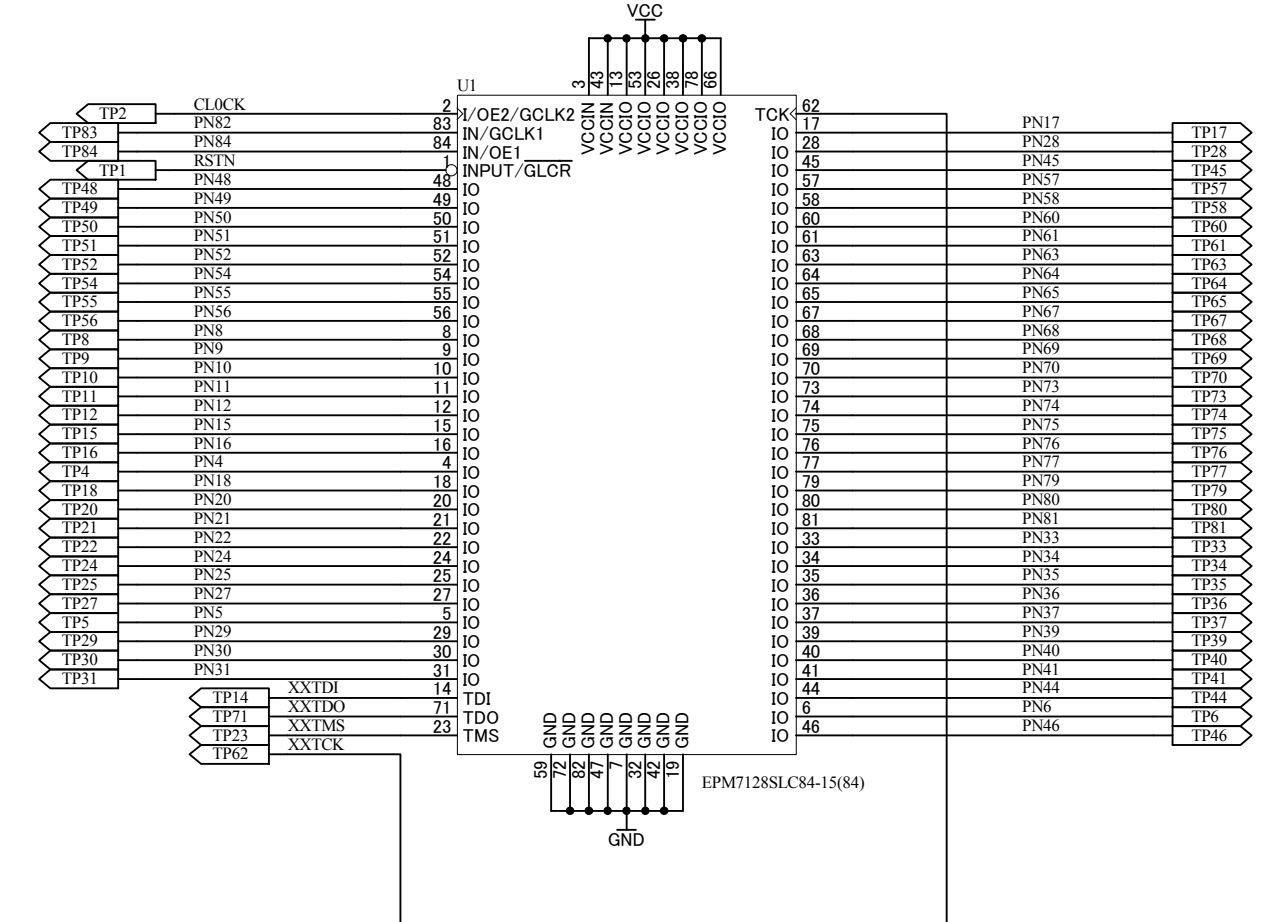 VCC
3 43 13 53 26 38 78 66
U1
VCCIN VCCIN VCCIO VCCIO VCCIO VCCIO VCCIO VCCIO
TP2 CL0CK 2 I/OE2/GCLK2 TCK 62
TP83 PN82 83 IN/GCLK1 IO 17 PN17 TP17
TP84 PN84 84 IN/OE1 IO 28 PN28 TP28
TP1 RSTN 1 INPUT/GLCR IO 45 PN45 TP45
TP48 PN48 48 IO IO 57 PN57 TP57
TP49 PN49 49 IO IO 58 PN58 TP58
TP50 PN50 50 IO IO 60 PN60 TP60
TP51 PN51 51 IO IO 61 PN61 TP61
TP52 PN52 52 IO IO 63 PN63 TP63
TP54 PN54 54 IO IO 64 PN64 TP64
TP55 PN55 55 IO IO 65 PN65 TP65
TP56 PN56 56 IO IO 67 PN67 TP67
TP8 PN8 8 IO IO 68 PN68 TP68
TP9 PN9 9 IO IO 69 PN69 TP69
TP10 PN10 10 IO IO 70 PN70 TP70
TP11 PN11 11 IO IO 73 PN73 TP73
TP12 PN12 12 IO IO 74 PN74 TP74
TP15 PN15 15 IO IO 75 PN75 TP75
TP16 PN16 16 IO IO 76 PN76 TP76
TP4 PN4 4 IO IO 77 PN77 TP77
TP18 PN18 18 IO IO 79 PN79 TP79
TP20 PN20 20 IO IO 80 PN80 TP80
TP21 PN21 21 IO IO 81 PN81 TP81
TP22 PN22 22 IO IO 33 PN33 TP33
TP24 PN24 24 IO IO 34 PN34 TP34
TP25 PN25 25 IO IO 35 PN35 TP35
TP27 PN27 27 IO IO 36 PN36 TP36
TP5 PN5 5 IO IO 37 PN37 TP37
TP29 PN29 29 IO IO 39 PN39 TP39
TP30 PN30 30 IO IO 40 PN40 TP40
TP31 PN31 31 IO IO 41 PN41 TP41
TP14 XXTDI 14 TDI IO 44 PN44 TP44
TP71 XXTDO 71 TDO IO 6 PN6 TP6
TP23 XXTMS 23 TMS IO 46 PN46 TP46
TP62 XXTCK
GND GND GND GND GND GND GND GND
59 72 82 47 7 32 42 19
EPM7128SLC84-15(84)
GND